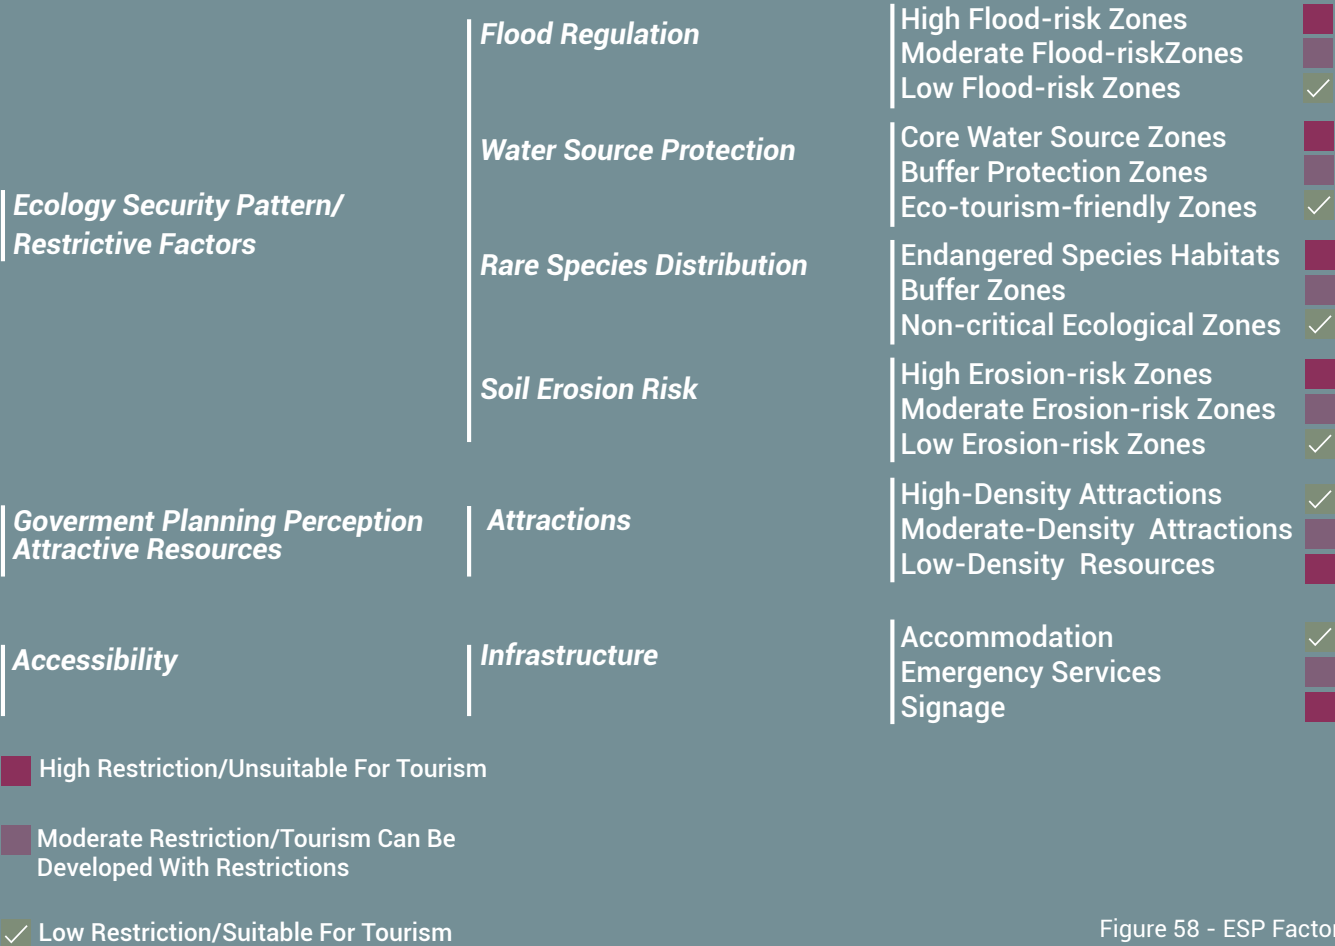 Ecology Security Pattern/
Restrictive Factors
Flood Regulation
High Flood-risk Zones
Moderate Flood-riskZones
Low Flood-risk Zones
Water Source Protection
Core Water Source Zones
Buffer Protection Zones
Eco-tourism-friendly Zones
Rare Species Distribution
Endangered Species Habitats
Buffer Zones
Non-critical Ecological Zones
Soil Erosion Risk
High Erosion-risk Zones
Moderate Erosion-risk Zones
Low Erosion-risk Zones
Goverment Planning Perception
Attractive Resources
Attractions
High-Density Attractions
Moderate-Density Attractions
Low-Density Resources
Accessibility
Infrastructure
Accommodation
Emergency Services
Signage
High Restriction/Unsuitable For Tourism
Moderate Restriction/Tourism Can Be
Developed With Restrictions
Low Restriction/Suitable For Tourism
Figure 58 - ESP Factor